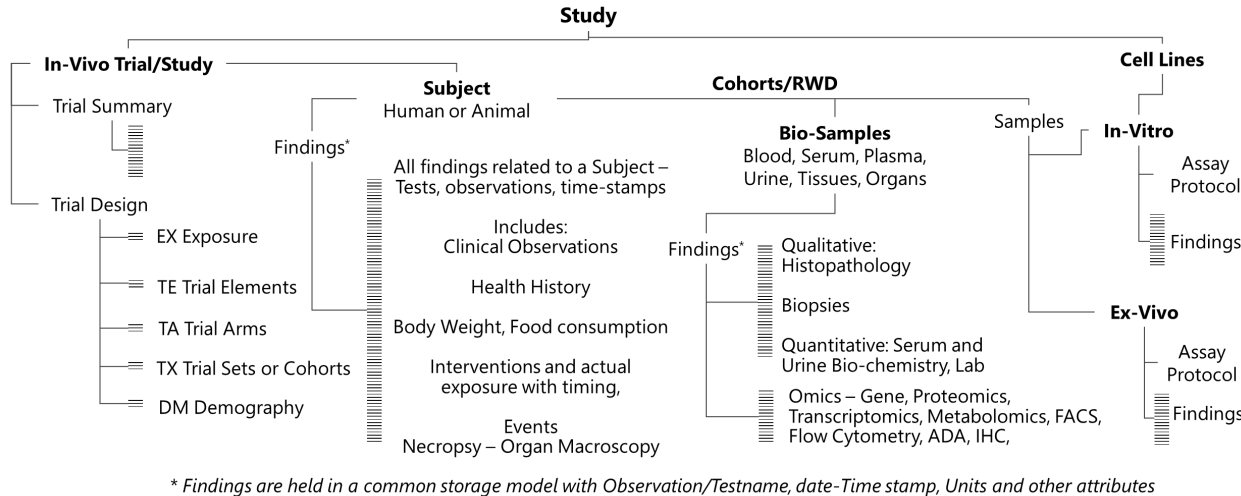 Study
In-Vivo Trial/Study
Trial Summary
Trial Design
EX Exposure
TE Trial Elements
TA Trial Arms
TX Trial Sets or Cohorts
DM Demography
Subject
Human or Animal
Findings*
All findings related to a Subject –
Tests, observations, time-stamps
Includes:
Clinical Observations
Health History
Body Weight, Food consumption
Interventions and actual
exposure with timing,
Events
Necropsy – Organ Macroscopy
Cohorts/RWD
Bio-Samples
Blood, Serum, Plasma,
Urine, Tissues, Organs
Findings*
Qualitative:
Histopathology
Biopsies
Quantitative: Serum and
Urine Bio-chemistry, Lab
Omics – Gene, Proteomics,
Transcriptomics, Metabolomics, FACS,
Flow Cytometry, ADA, IHC,
Samples
Cell Lines
In-Vitro
Assay
Protocol
Findings
Ex-Vivo
Assay
Protocol
Findings
* Findings are held in a common storage model with Observation/Testname, date-Time stamp, Units and other attributes